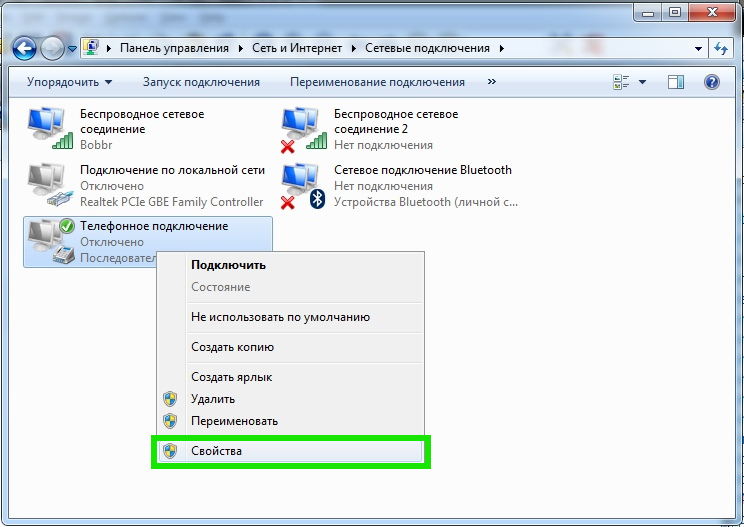 Панель управления ▸ Сеть и Интернет ▸ Сетевые подключения ▸
Упорядочить ▾ Запуск подключения Переименование подключения »
Беспроводное сетевое
соединение
Bobbr
Беспроводное сетевое
соединение 2
Нет подключения
Подключение по локальной сети
Отключено
Realtek PCIe GBE Family Controller
Сетевое подключение Bluetooth
Нет подключения
Устройства Bluetooth (личной с...
Телефонное подключение
Отключено
Последовател
Подключить
Состояние
Не использовать по умолчанию
Создать копию
Создать ярлык
Удалить
Переименовать
Свойства